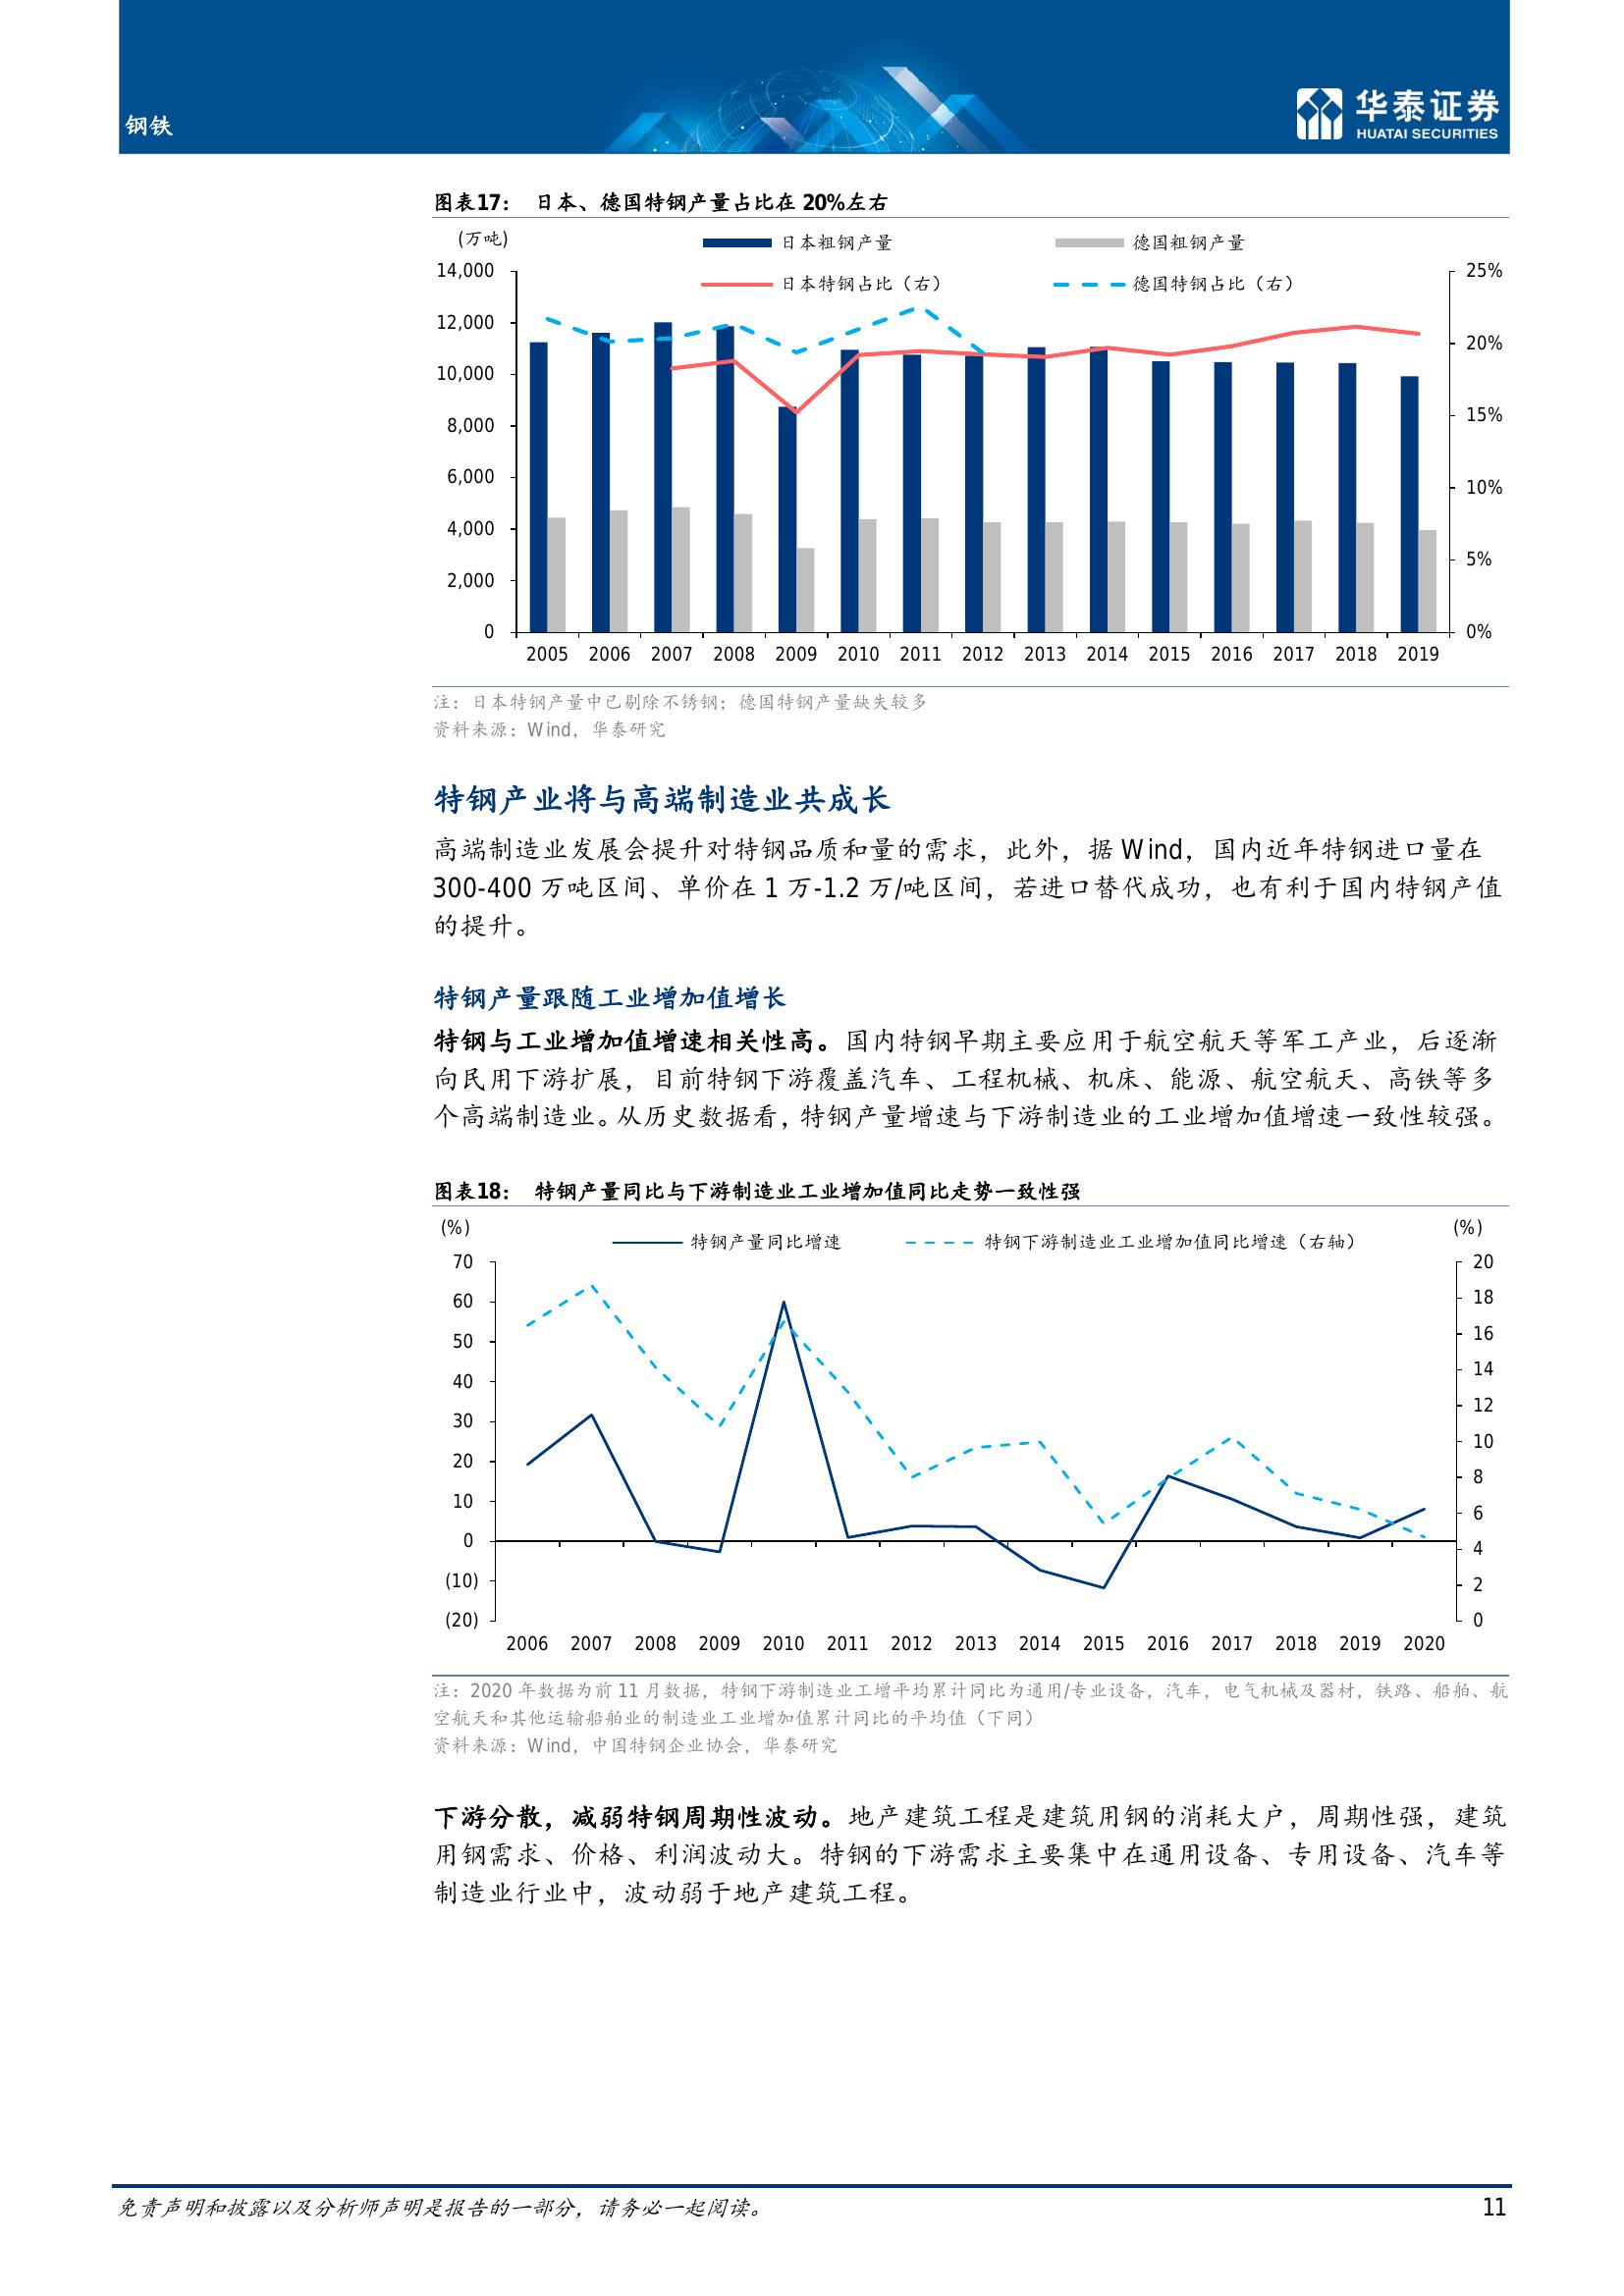 钢铁
华泰证券
HUATAI SECURITIES
图表17： 日本、德国特钢产量占比在 20%左右
(万吨)
日本粗钢产量 德国粗钢产量
日本特钢占比（右） 德国特钢占比（右）
14,000 25%
12,000
20%
10,000
15%
8,000
6,000
10%
4,000
5%
2,000
0 0%
2005 2006 2007 2008 2009 2010 2011 2012 2013 2014 2015 2016 2017 2018 2019
注：日本特钢产量中已剔除不锈钢；德国特钢产量缺失较多
资料来源：Wind，华泰研究
特钢产业将与高端制造业共成长
高端制造业发展会提升对特钢品质和量的需求，此外，据 Wind，国内近年特钢进口量在
300-400 万吨区间、单价在 1 万-1.2 万/吨区间，若进口替代成功，也有利于国内特钢产值
的提升。
特钢产量跟随工业增加值增长
特钢与工业增加值增速相关性高。国内特钢早期主要应用于航空航天等军工产业，后逐渐
向民用下游扩展，目前特钢下游覆盖汽车、工程机械、机床、能源、航空航天、高铁等多
个高端制造业。从历史数据看，特钢产量增速与下游制造业的工业增加值增速一致性较强。
图表18： 特钢产量同比与下游制造业工业增加值同比走势一致性强
(%) (%)
特钢产量同比增速 特钢下游制造业工业增加值同比增速（右轴）
70 20
60 18
50 16
40 14
12
30
10
20
8
10 6
0 4
(10) 2
(20) 0
2006 2007 2008 2009 2010 2011 2012 2013 2014 2015 2016 2017 2018 2019 2020
注：2020 年数据为前 11 月数据，特钢下游制造业工增平均累计同比为通用/专业设备，汽车，电气机械及器材，铁路、船舶、航
空航天和其他运输船舶业的制造业工业增加值累计同比的平均值（下同）
资料来源：Wind，中国特钢企业协会，华泰研究
下游分散，减弱特钢周期性波动。地产建筑工程是建筑用钢的消耗大户，周期性强，建筑
用钢需求、价格、利润波动大。特钢的下游需求主要集中在通用设备、专用设备、汽车等
制造业行业中，波动弱于地产建筑工程。
免责声明和披露以及分析师声明是报告的一部分，请务必一起阅读。 11